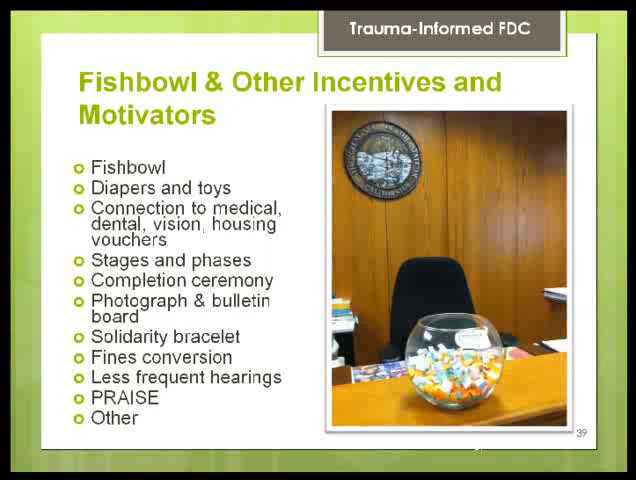 Trauma-Informed FDC
Fishbowl & Other Incentives and
Motivators
Fishbowl
Diapers and toys
Connection to medical,
dental, vision, housing
vouchers
Stages and phases
Completion ceremony
Photograph & bulletin
board
Solidarity bracelet
Fines conversion
Less frequent hearings
PRAISE
Other
39